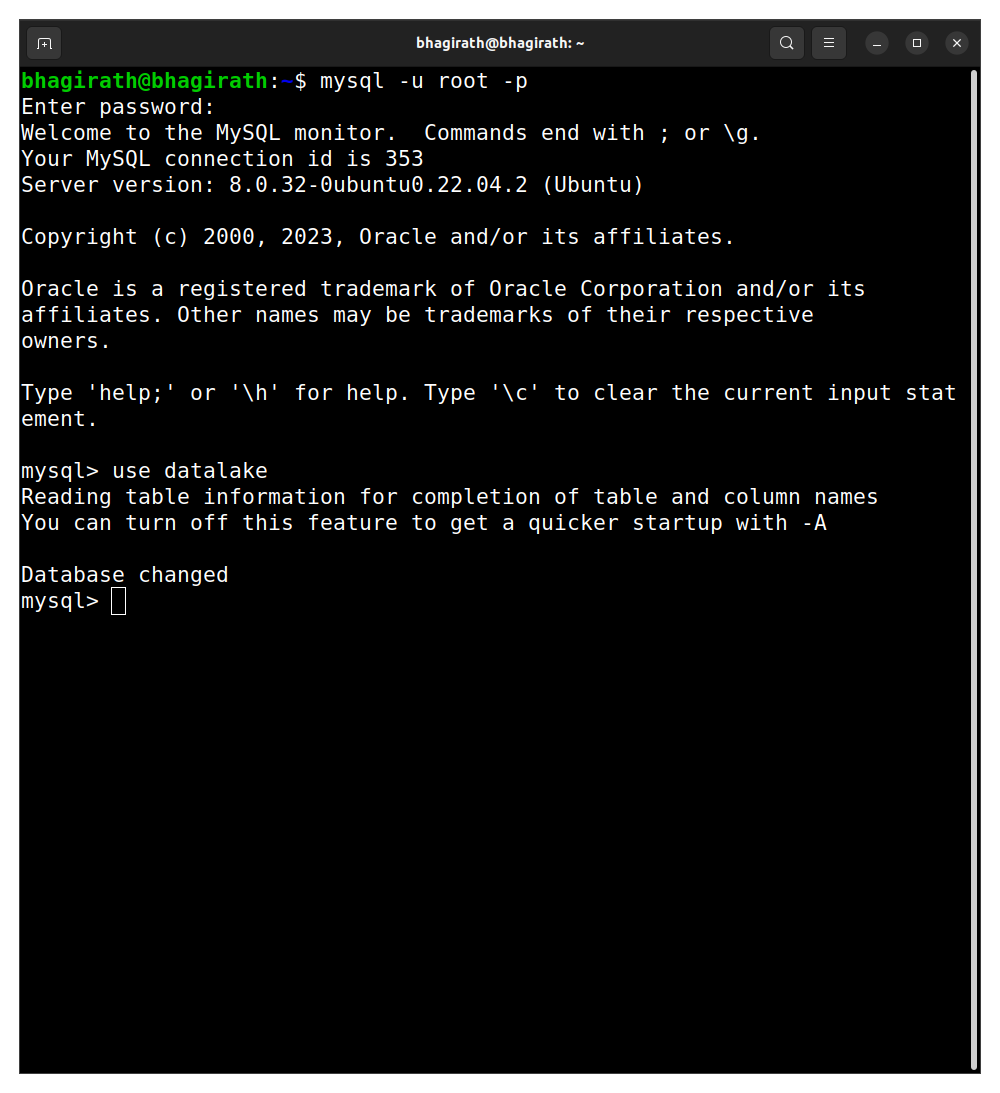 bhagirath@bhagirath: ~
bhagirath@bhagirath:~$ mysql -u root -p
Enter password:
Welcome to the MySQL monitor.  Commands end with ; or \g.
Your MySQL connection id is 353
Server version: 8.0.32-0ubuntu0.22.04.2 (Ubuntu)
Copyright (c) 2000, 2023, Oracle and/or its affiliates.
Oracle is a registered trademark of Oracle Corporation and/or its
affiliates. Other names may be trademarks of their respective
owners.
Type 'help;' or '\h' for help. Type '\c' to clear the current input stat
ement.
mysql> use datalake
Reading table information for completion of table and column names
You can turn off this feature to get a quicker startup with -A
Database changed
mysql>